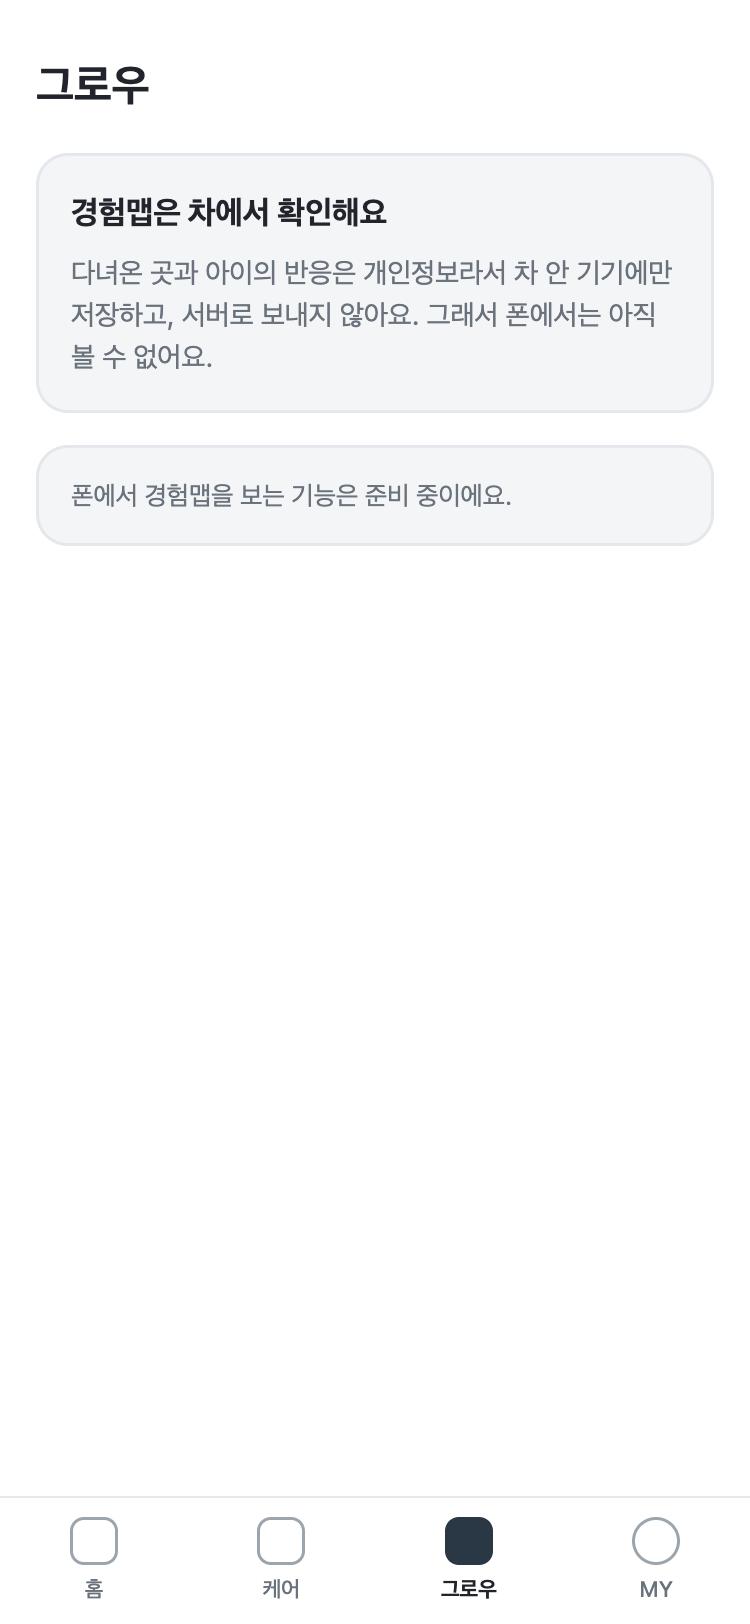 그로우
경험맵은 차에서 확인해요
다녀온 곳과 아이의 반응은 개인정보라서 차 안 기기에만
저장하고, 서버로 보내지 않아요. 그래서 폰에서는 아직
볼 수 없어요.
폰에서 경험맵을 보는 기능은 준비 중이에요.
홈
케어
그로우
MY